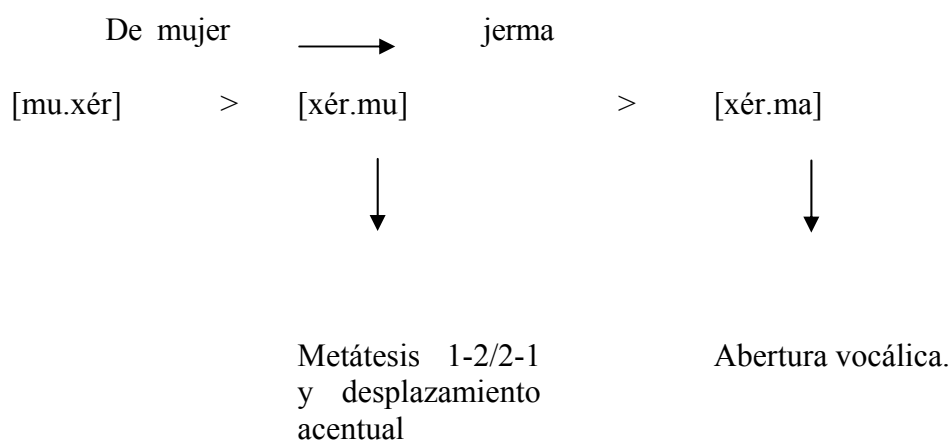 De mujer jerma
[mu.xér] > [xér.mu] > [xér.ma]
Metátesis 1-2/2-1 Abertura vocálica.
y desplazamiento
acentual